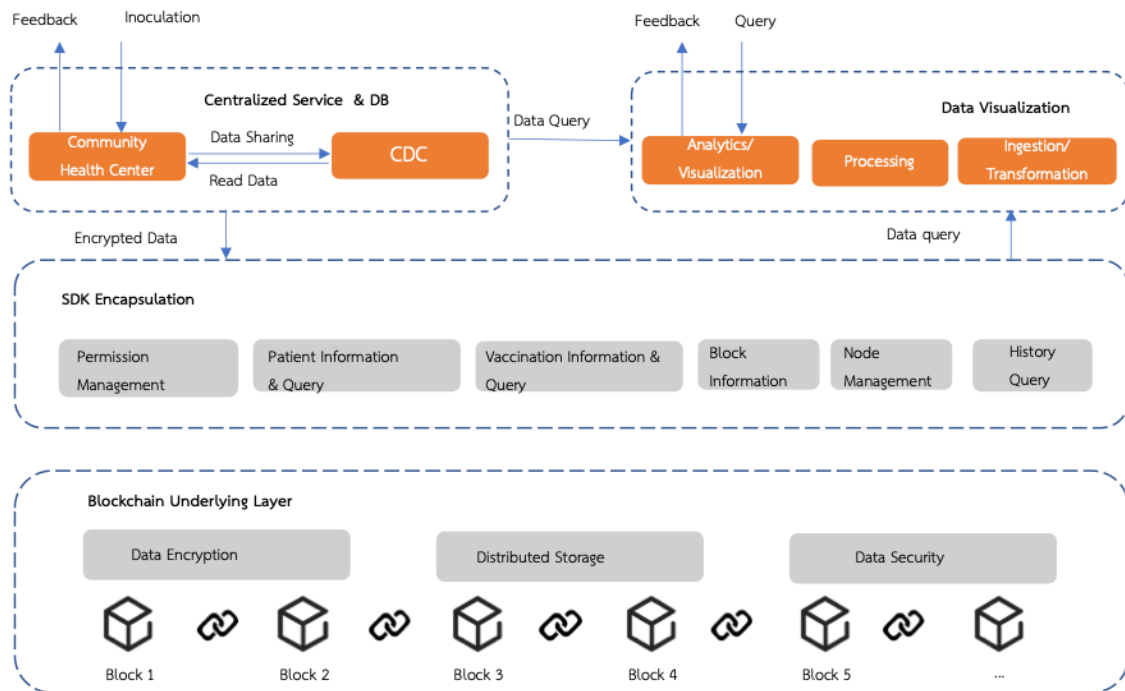 Feedback
Inoculation
Feedback
Query
Centralized Service & DB
Data Visualization
Community
Health Center
Data Sharing
Read Data
CDC
Data Query
Analytics/
Visualization
Processing
Ingestion/
Transformation
Encrypted Data
Data query
SDK Encapsulation
Permission
Management
Patient Information
& Query
Vaccination Information &
Query
Block
Information
Node
Management
History
Query
Blockchain Underlying Layer
Data Encryption
Distributed Storage
Data Security
Block 1
Block 2
Block 3
Block 4
Block 5
...